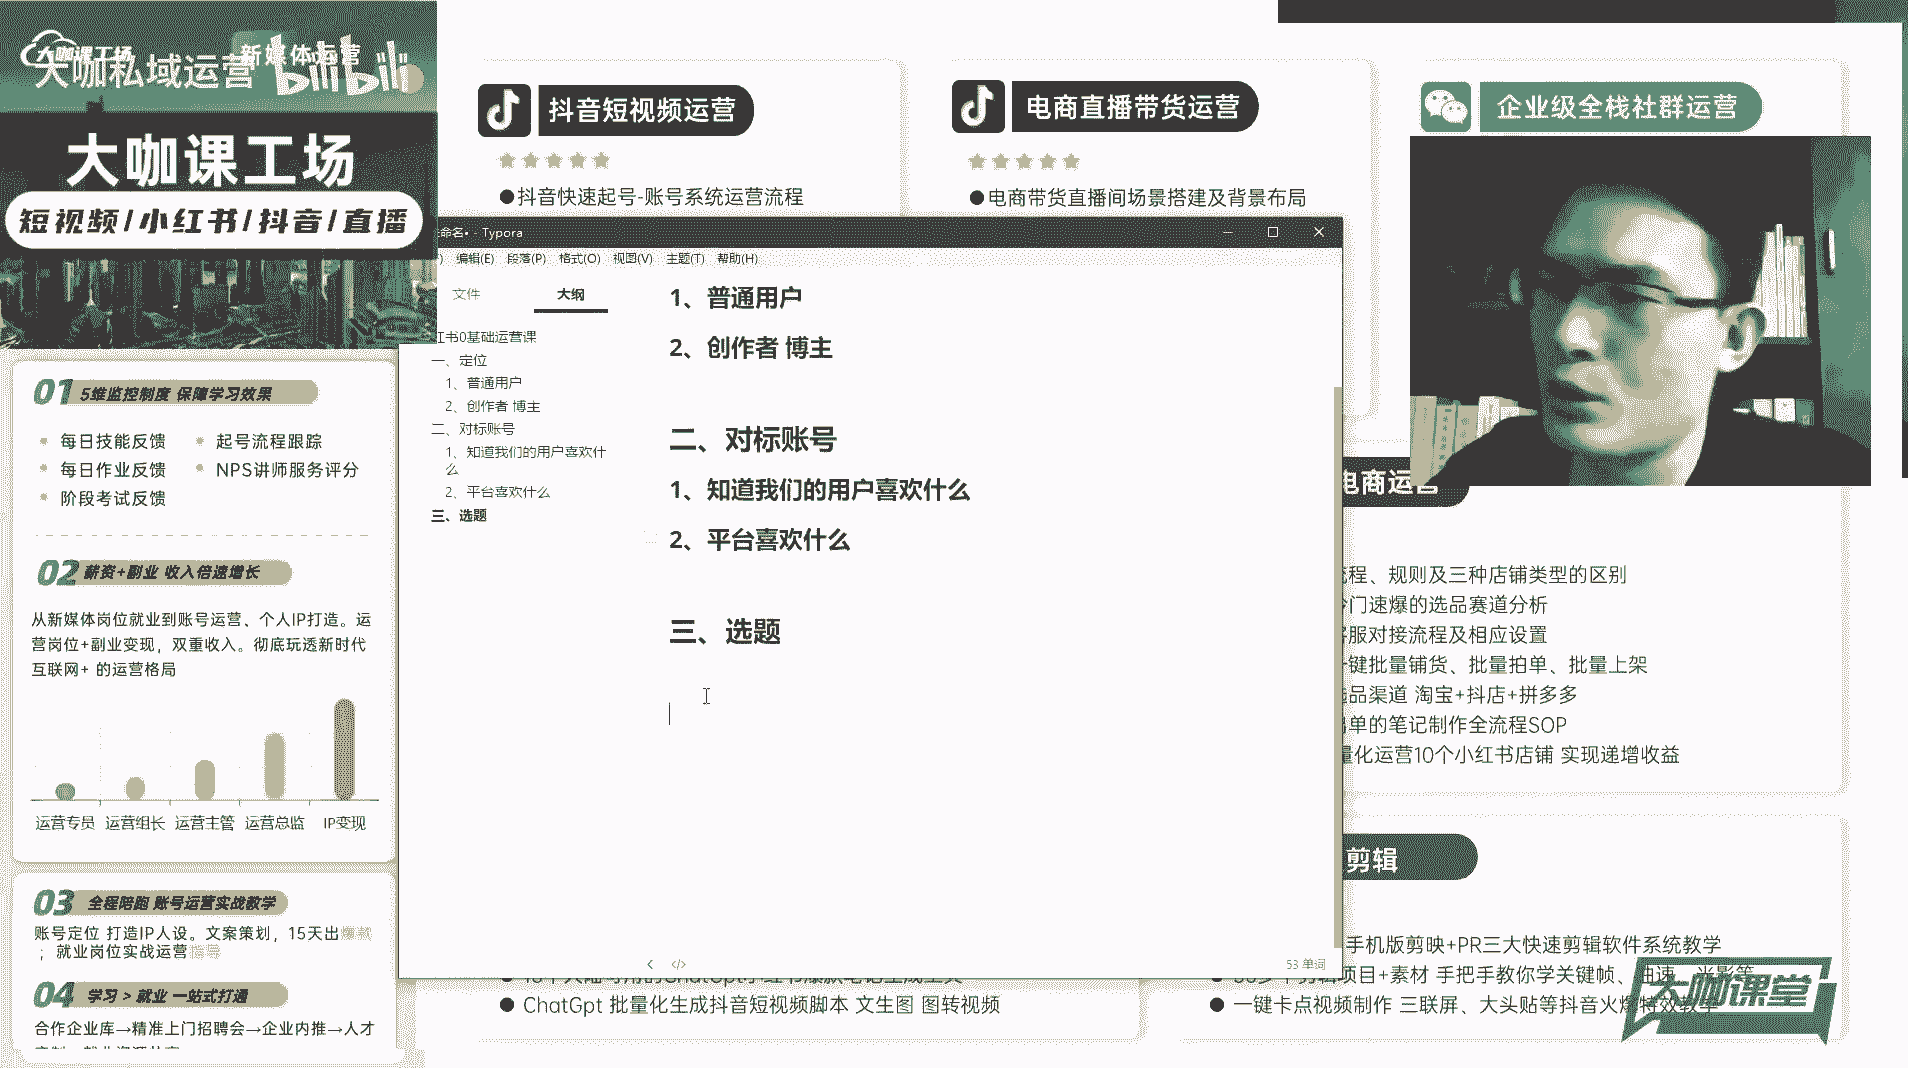 大咖课工场
新媒体运营
大咖私域运营
bilibili
大咖课工场
短视频/小红书/抖音/直播
01 5维监控制度 保障学习效果
每日技能反馈
起号流程跟踪
每日作业反馈
NPS讲师服务评分
阶段考试反馈
02 薪资+副业 收入倍速增长
从新媒体岗位就业到账号运营、个人IP打造。运
营岗位+副业变现，双重收入。彻底玩透新时代
互联网+ 的运营格局
运营专员 运营组长 运营主管 运营总监 IP变现
03 全程陪跑 账号运营实战教学
账号定位 打造IP人设。文案策划，15天出爆款
；就业岗位实战运营指导
04 学习 > 就业 一站式打通
合作企业库→精准上门招聘会→企业内推→人才
抖音短视频运营
●抖音快速起号-账号系统运营流程
电商直播带货运营
●电商带货直播间场景搭建及背景布局
企业级全栈社群运营
命名• - Typora
编辑(E) 段落(P) 格式(O) 视图(V) 主题(T) 帮助(H)
文件
大纲
书0基础运营课
一、定位
1、普通用户
2、创作者 博主
二、对标账号
1、知道我们的用户喜欢什
么
2、平台喜欢什么
三、选题
1、普通用户
2、创作者 博主
二、对标账号
1、知道我们的用户喜欢什么
2、平台喜欢什么
三、选题
</>
53 单词
电商运营
程、规则及三种店铺类型的区别
门速爆的选品赛道分析
服对接流程及相应设置
键批量铺货、批量拍单、批量上架
品渠道 淘宝+抖店+拼多多
单的笔记制作全流程SOP
量化运营10个小红书店铺 实现递增收益
剪辑
手机版剪映+PR三大快速剪辑软件系统教学
项目+素材 手把手教你学关键帧、
● 一键卡点视频制作 三联屏、大头贴等抖音火爆特效教学
● ChatGpt 批量化生成抖音短视频脚本 文生图 图转视频
大咖课堂